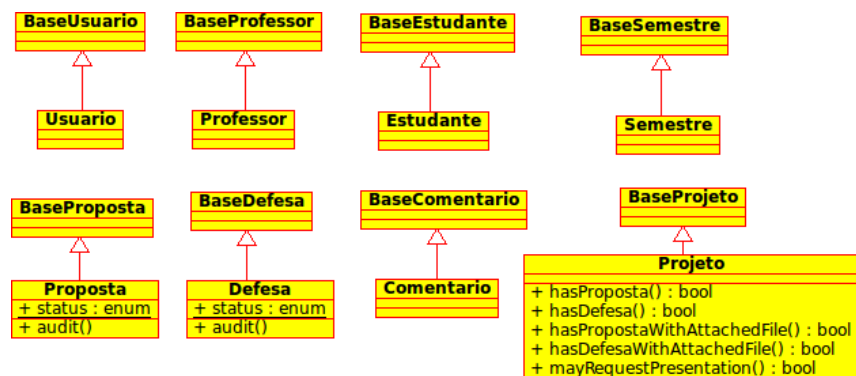 BaseUsuario
BaseProfessor
BaseEstudante
BaseSemestre
Usuario
Professor
Estudante
Semestre
BaseProposta
BaseDefesa
BaseComentario
BaseProjeto
Proposta
+ status : enum
+ audit()
Defesa
+ status : enum
+ audit()
Comentario
Projeto
+ hasProposta() : bool
+ hasDefesa() : bool
+ hasPropostaWithAttachedFile() : bool
+ hasDefesaWithAttachedFile() : bool
+ mayRequestPresentation() : bool